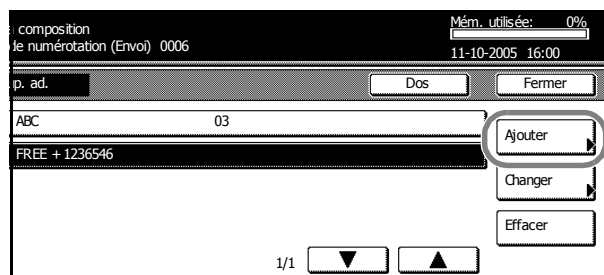 composition Mém. utilisée: 0%
de numérotation (Envoi) 0006
11-10-2005 16:00
p. ad. Dos Fermer
ABC 03 Ajouter
FREE + 1236546
Changer
Effacer
1/1